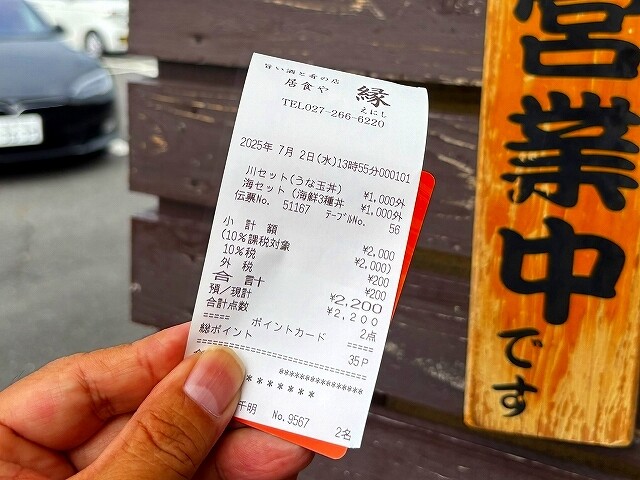 旨い酒と肴の店
居食や 縁
えにし
TEL027-266-6220
2025年 7月 2日(水)13時55分000101
川セット(うな玉丼) ¥1,000外
海セット (海鮮3種丼 ¥1,000外
伝票No. 51167 テーブルNo. 56
小 計 額 ¥2,000
(10%課税対象 ¥2,000)
10%税 ¥200
外 税 ¥200
合 計 ¥2,200
預/現計 ¥2,200
合計点数 2点
===== ポイントカード =====
総ポイント 35P
==============================
****************
*******
千明 No.9567 2名
営業中です